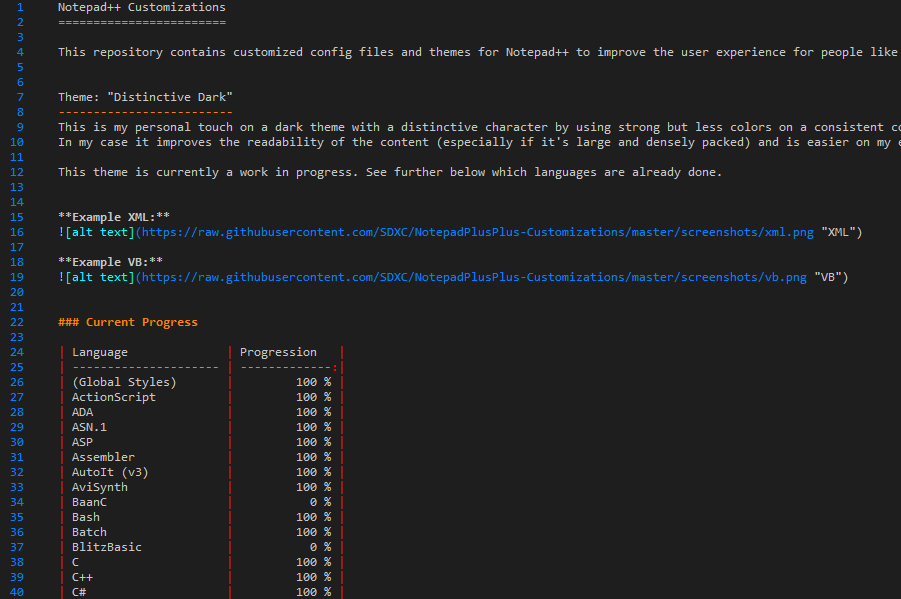 1 Notepad++ Customizations
2 ========================
3
4 This repository contains customized config files and themes for Notepad++ to improve the user experience for people like
5
6
7 Theme: "Distinctive Dark"
8 -------------------------
9 This is my personal touch on a dark theme with a distinctive character by using strong but less colors on a consistent
10 In my case it improves the readability of the content (especially if it's large and densely packed) and is easier on my
11
12 This theme is currently a work in progress. See further below which languages are already done.
13
14
15 **Example XML:**
16 ![alt text](https://raw.githubusercontent.com/SDXC/NotepadPlusPlus-Customizations/master/screenshots/xml.png "XML")
17
18 **Example VB:**
19 ![alt text](https://raw.githubusercontent.com/SDXC/NotepadPlusPlus-Customizations/master/screenshots/vb.png "VB")
20
21
22 ### Current Progress
23
24 | Language | Progression |
25 | --------------------- | -------------:|
26 | (Global Styles) | 100 % |
27 | ActionScript | 100 % |
28 | ADA | 100 % |
29 | ASN.1 | 100 % |
30 | ASP | 100 % |
31 | Assembler | 100 % |
32 | AutoIt (v3) | 100 % |
33 | AviSynth | 100 % |
34 | BaanC | 0 % |
35 | Bash | 100 % |
36 | Batch | 100 % |
37 | BlitzBasic | 0 % |
38 | C | 100 % |
39 | C++ | 100 % |
40 | C# | 100 % |